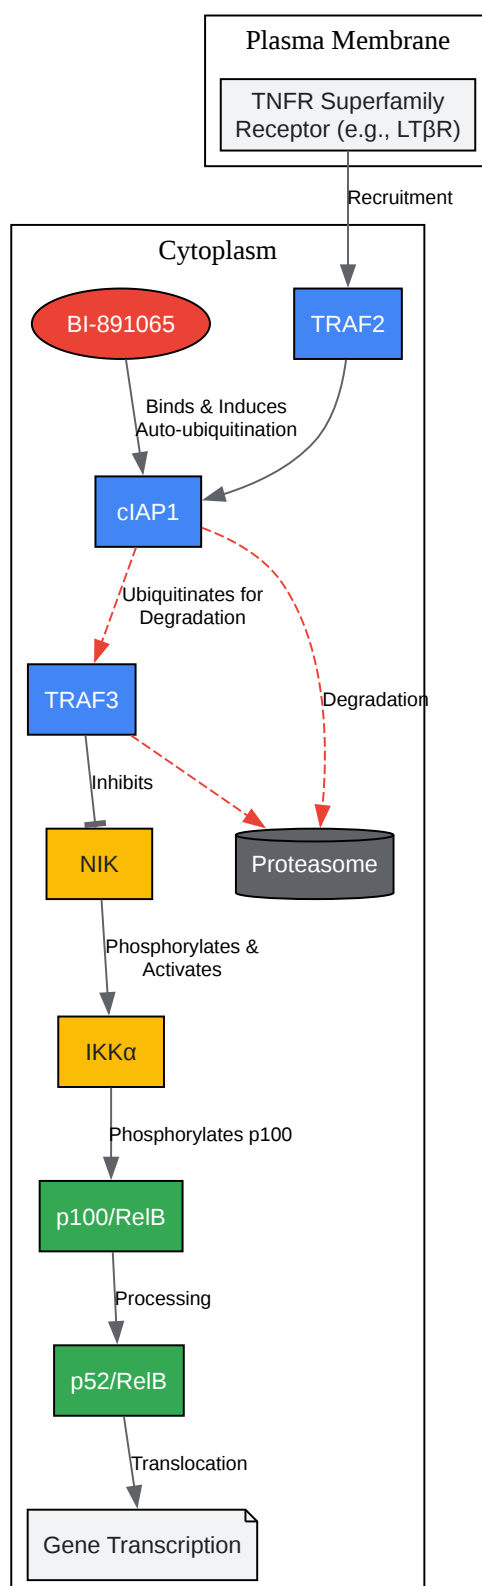 Plasma Membrane
TNFR Superfamily
Receptor (e.g., LTβR)
Recruitment
Cytoplasm
BI-891065
TRAF2
Binds & Induces
Auto-ubiquitination
cIAP1
Ubiquitinates for
Degradation
TRAF3
Degradation
Inhibits
NIK
Proteasome
Phosphorylates &
Activates
IKKα
Phosphorylates p100
p100/RelB
Processing
p52/RelB
Translocation
Gene Transcription